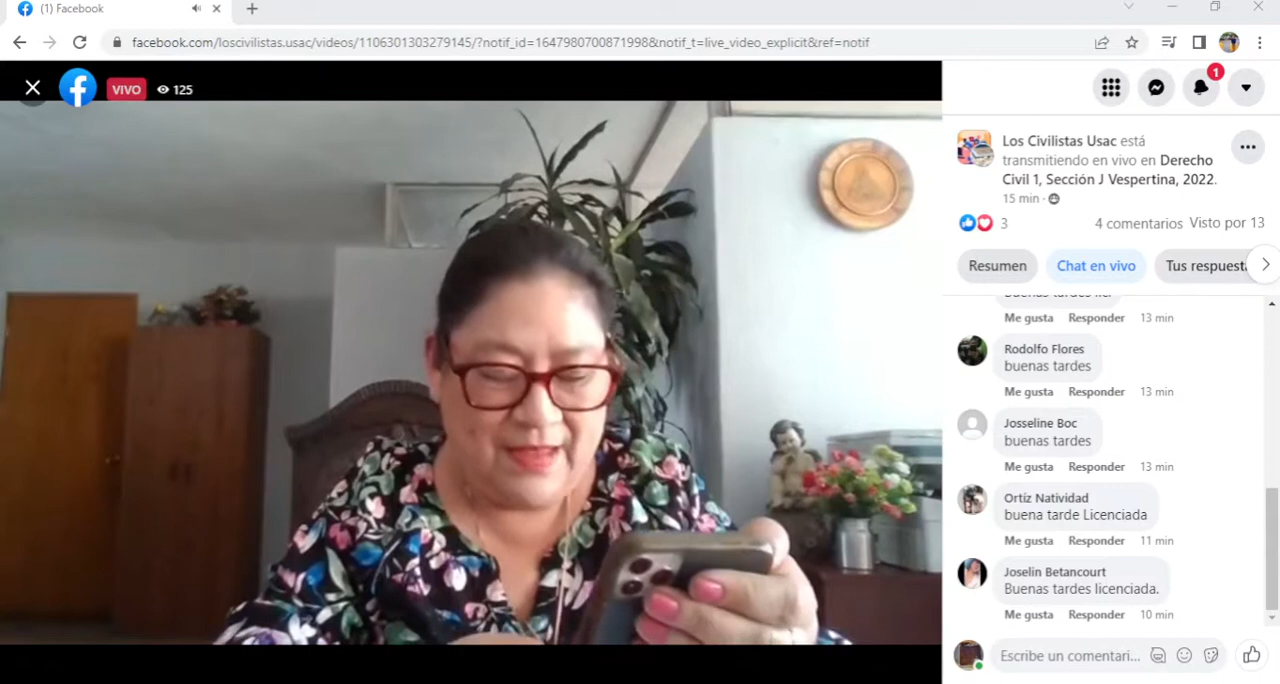 (1) Facebook
facebook.com/loscivilistas.usac/videos/1106301303279145/?notif_id=1647980700871998&notif_t=live_video_explicit&ref=notif
VIVO 125
1
Los Civilistas Usac está
transmitiendo en vivo en Derecho
Civil 1, Sección J Vespertina, 2022.
15 min ·
3 4 comentarios Visto por 13
Resumen Chat en vivo Tus respuest
Me gusta Responder 13 min
Rodolfo Flores
buenas tardes
Me gusta Responder 13 min
Josseline Boc
buenas tardes
Me gusta Responder 13 min
Ortíz Natividad
buena tarde Licenciada
Me gusta Responder 11 min
Joselin Betancourt
Buenas tardes licenciada.
Me gusta Responder 10 min
Escribe un comentari...